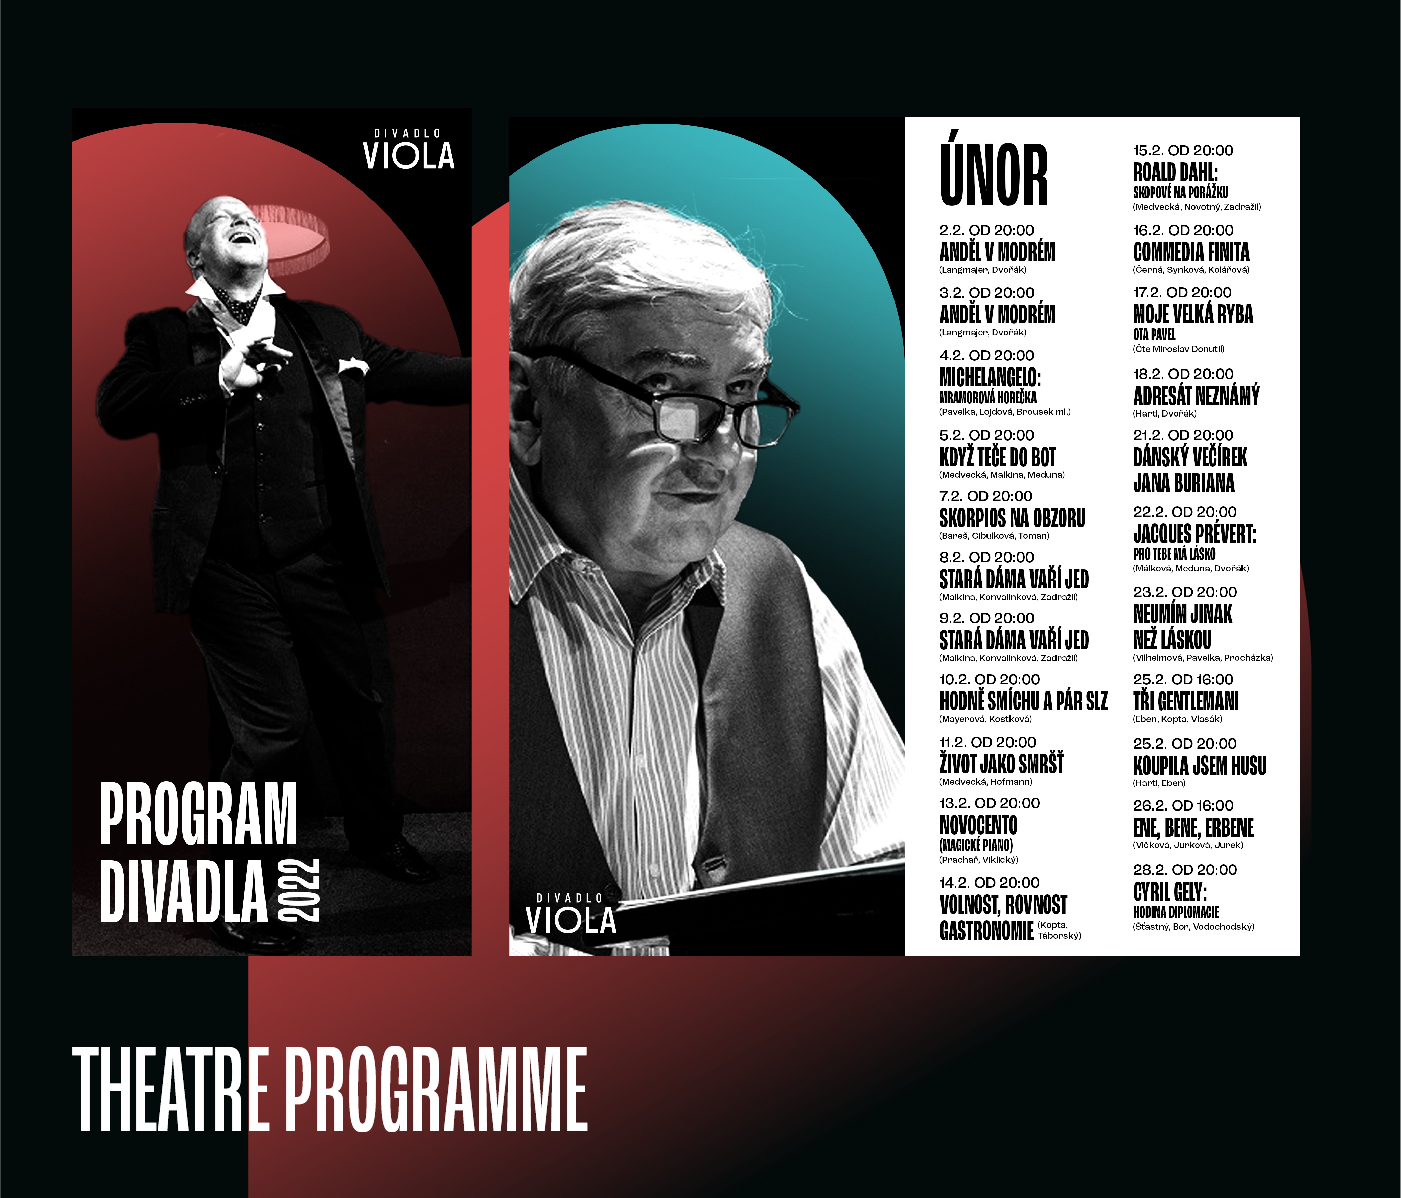 DIVADLO
VIOLA
PROGRAM
DIVADLA 2022
DIVADLO
VIOLA
ÚNOR
2.2. OD 20:00
ANDĚL V MODRÉM
(Langmajer, Dvořák)
3.2. OD 20:00
ANDĚL V MODRÉM
(Langmajer, Dvořák)
4.2. OD 20:00
MICHELANGELO:
MRAMOROVÁ HOREČKA
(Pavelka, Lojdová, Brousek ml.)
5.2. OD 20:00
KDYŽ TEČE DO BOT
(Medvecká, Malkina, Meduna)
7.2. OD 20:00
SKORPIOS NA OBZORU
(Bareš, Cibulková, Toman)
8.2. OD 20:00
STARÁ DÁMA VAŘÍ JED
(Malkina, Konvalinková, Zadražil)
9.2. OD 20:00
STARÁ DÁMA VAŘÍ JED
(Malkina, Konvalinková, Zadražil)
10.2. OD 20:00
HODNĚ SMÍCHU A PÁR SLZ
(Mayerová, Kostková)
11.2. OD 20:00
ŽIVOT JAKO SMRŠŤ
(Medvecká, Hofmann)
13.2. OD 20:00
NOVOCENTO
(MAGICKÉ PIANO)
(Prachař, Viklický)
14.2. OD 20:00
VOLNOST, ROVNOST
GASTRONOMIE (Kopta,
Táborský)
15.2. OD 20:00
ROALD DAHL:
SKOPOVÉ NA PORÁŽKU
(Medvecká, Novotný, Zadražil)
16.2. OD 20:00
COMMEDIA FINITA
(Černá, Synková, Kolářová)
17.2. OD 20:00
MOJE VELKÁ RYBA
OTA PAVEL
(Čte Miroslav Donutil)
18.2. OD 20:00
ADRESÁT NEZNÁMÝ
(Hartl, Dvořák)
21.2. OD 20:00
DÁNSKÝ VEČÍREK
JANA BURIANA
22.2. OD 20:00
JACQUES PRÉVERT:
PRO TEBE MÁ LÁSKO
(Málková, Meduna, Dvořák)
23.2. OD 20:00
NEUMÍM JINAK
NEŽ LÁSKOU
(Vilhelmová, Pavelka, Procházka)
25.2. OD 16:00
TŘI GENTLEMANI
(Eben, Kopta, Vlasák)
25.2. OD 20:00
KOUPILA JSEM HUSU
(Hartl, Eben)
26.2. OD 16:00
ENE, BENE, ERBENE
(Vlčková, Jurková, Jurek)
28.2. OD 20:00
CYRIL GELY:
HODINA DIPLOMACIE
(Šťastný, Bor, Vodochodský)
THEATRE PROGRAMME